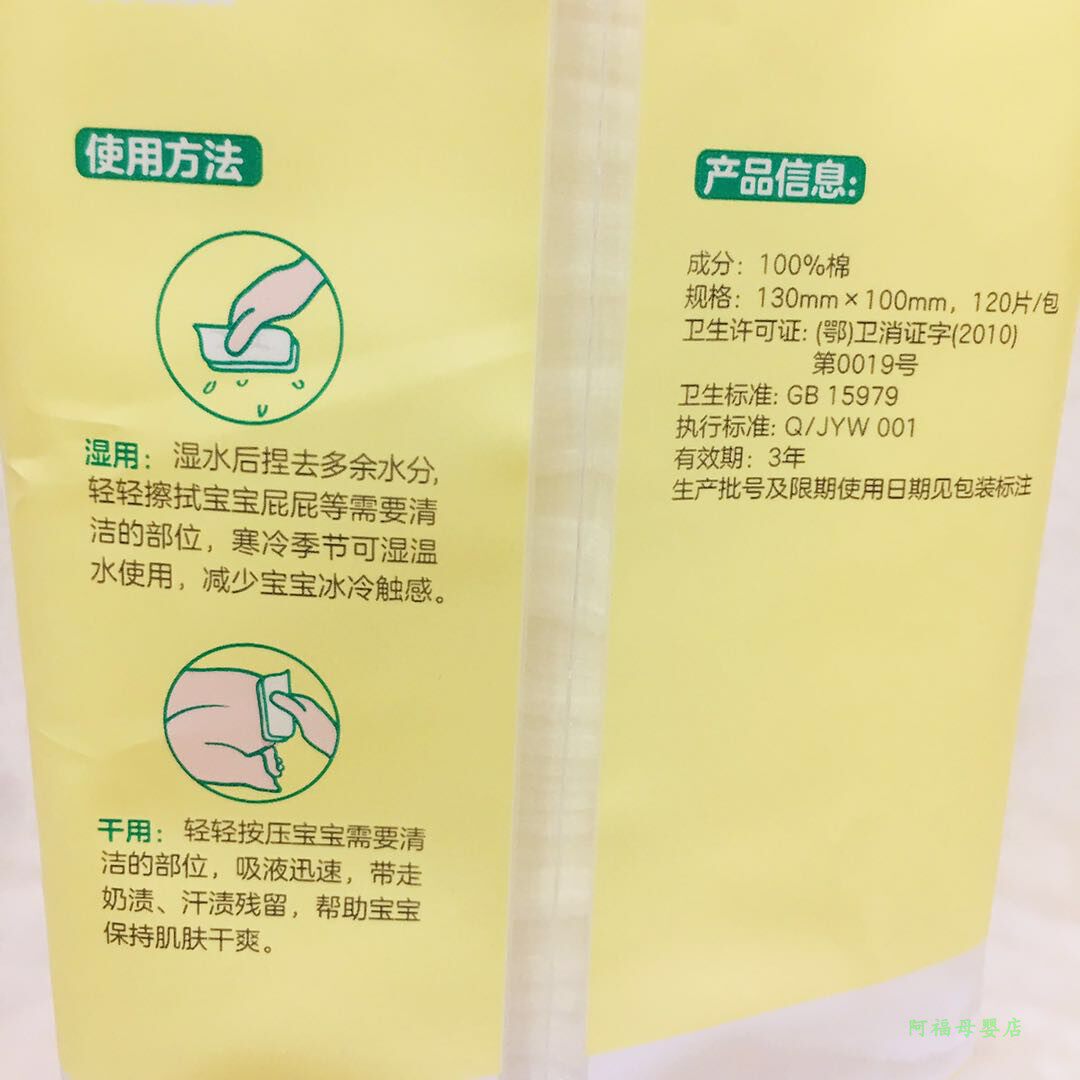 使用方法
湿用：湿水后捏去多余水分,
轻轻擦拭宝宝屁屁等需要清
洁的部位，寒冷季节可湿温
水使用，减少宝宝冰冷触感。
干用：轻轻按压宝宝需要清
洁的部位，吸液迅速，带走
奶渍、汗渍残留，帮助宝宝
保持肌肤干爽。
产品信息:
成分：100%棉
规格：130mm×100mm，120片/包
卫生许可证: (鄂)卫消证字(2010)
第0019号
卫生标准: GB 15979
执行标准: Q/JYW 001
有效期：3年
生产批号及限期使用日期见包装标注
阿福母婴店